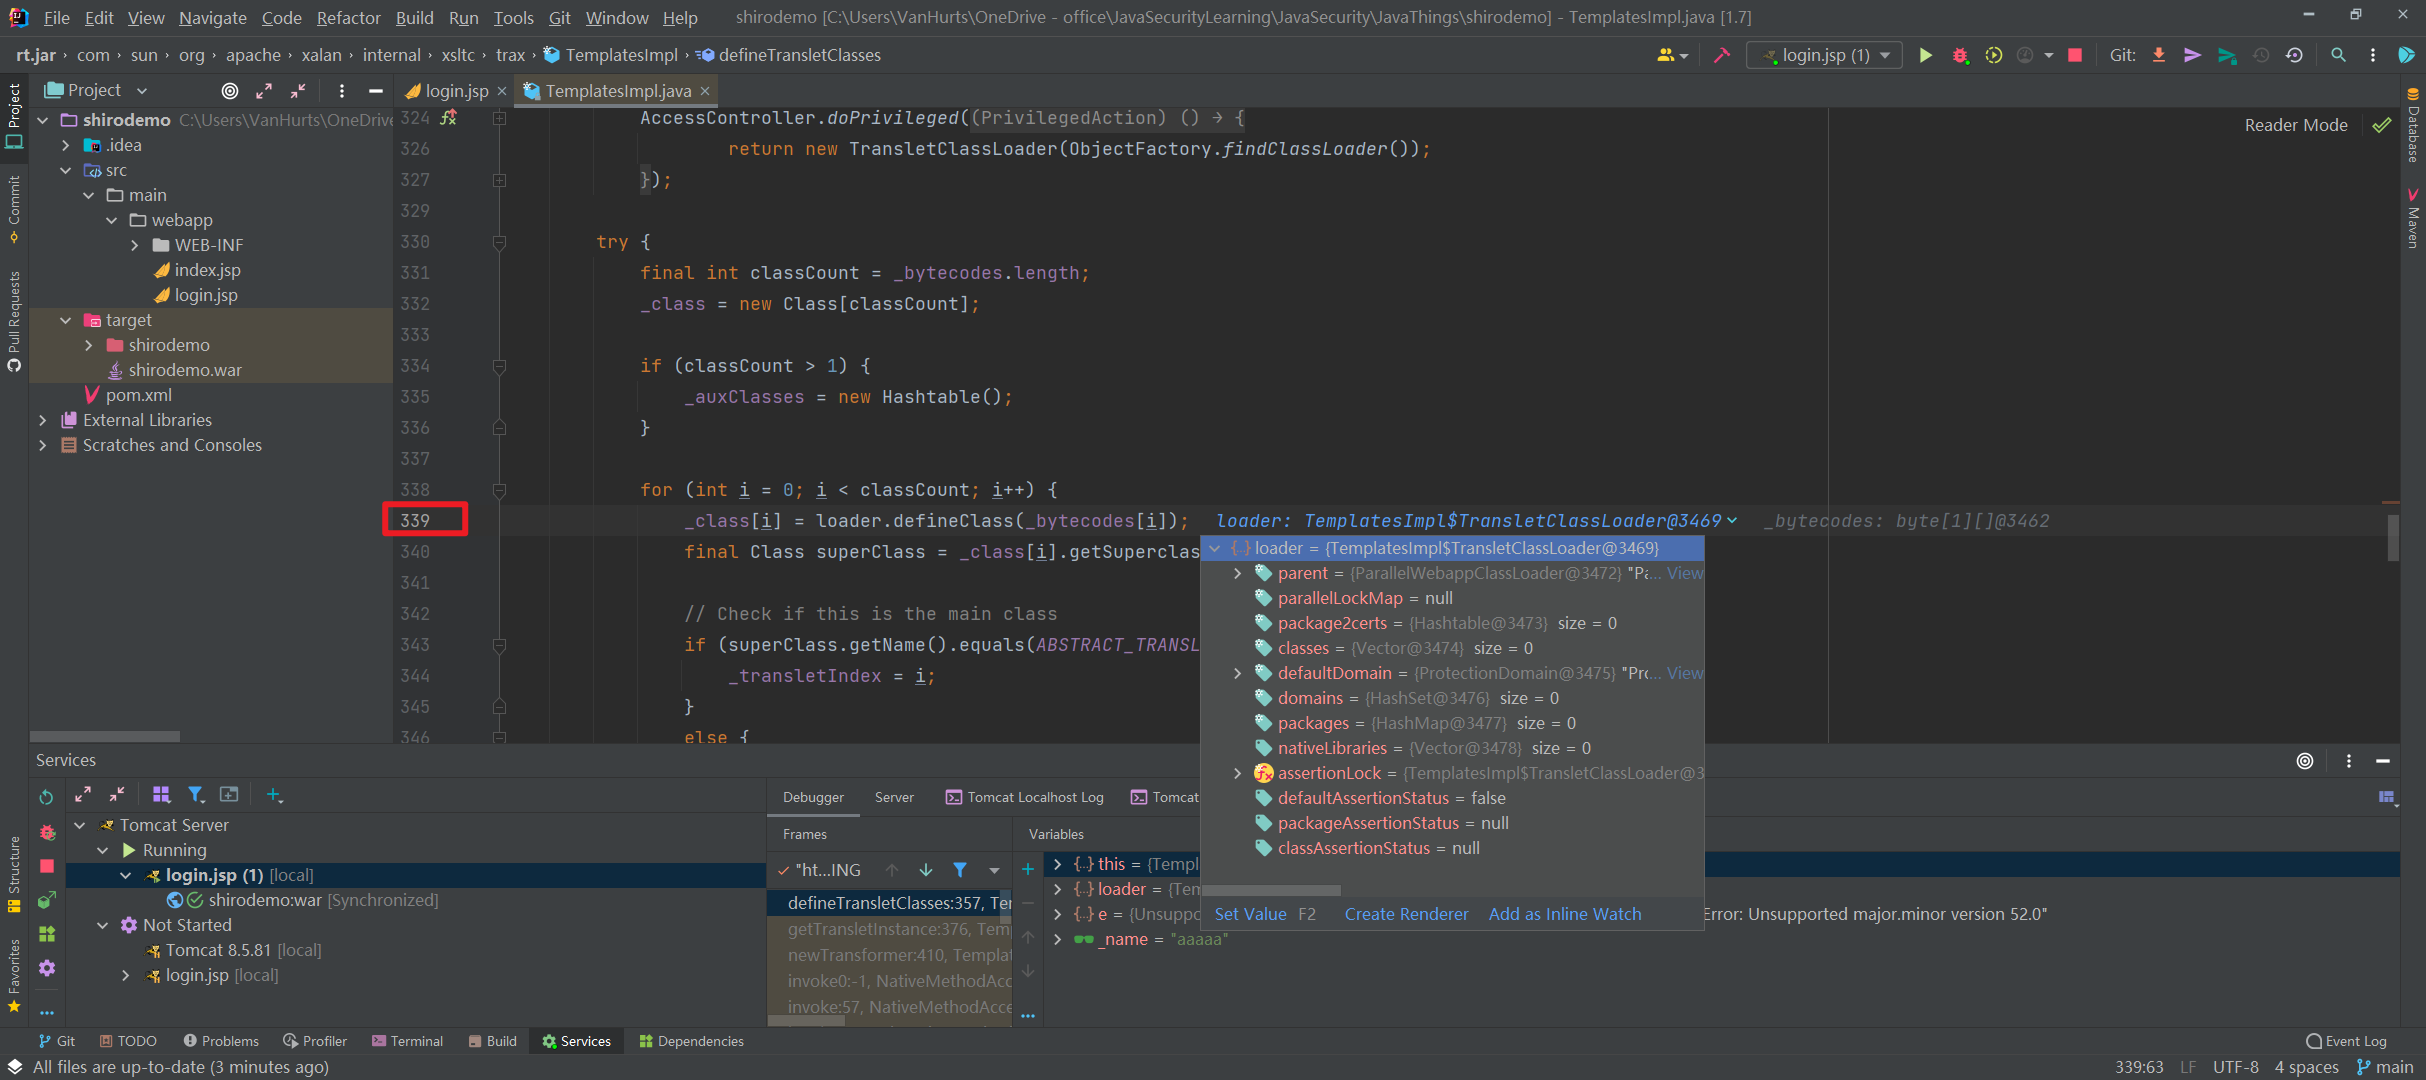 File Edit View Navigate Code Refactor Build Run Tools Git Window Help shirodemo [C:\Users\VanHurts\OneDrive - office\JavaSecurityLearning\JavaSecurity\JavaThings\shirodemo] - TemplatesImpl.java [1.7]
rt.jar › com › sun › org › apache › xalan › internal › xsltc › trax › TemplatesImpl › defineTransletClasses login.jsp (1) Git:
Project login.jsp TemplatesImpl.java
Reader Mode
Project
Commit
Pull Requests
Structure
Favorites
Database
Maven
shirodemo C:\Users\VanHurts\OneDrive
.idea
src
main
webapp
WEB-INF
index.jsp
login.jsp
target
shirodemo
shirodemo.war
pom.xml
External Libraries
Scratches and Consoles
324 AccessController.doPrivileged((PrivilegedAction) () → {
326 return new TransletClassLoader(ObjectFactory.findClassLoader());
327 });
329
330 try {
331 final int classCount = _bytecodes.length;
332 _class = new Class[classCount];
333
334 if (classCount > 1) {
335 _auxClasses = new Hashtable();
336 }
337
338 for (int i = 0; i < classCount; i++) {
339 _class[i] = loader.defineClass(_bytecodes[i]); loader: TemplatesImpl$TransletClassLoader@3469 _bytecodes: byte[1][]@3462
340 final Class superClass = _class[i].getSuperclas
341
342 // Check if this is the main class
343 if (superClass.getName().equals(ABSTRACT_TRANSL
344 _transletIndex = i;
345 }
346 else {
loader = {TemplatesImpl$TransletClassLoader@3469}
parent = {ParallelWebappClassLoader@3472} "Pa... View
parallelLockMap = null
package2certs = {Hashtable@3473} size = 0
classes = {Vector@3474} size = 0
defaultDomain = {ProtectionDomain@3475} "Pro... View
domains = {HashSet@3476} size = 0
packages = {HashMap@3477} size = 0
nativeLibraries = {Vector@3478} size = 0
assertionLock = {TemplatesImpl$TransletClassLoader@3
defaultAssertionStatus = false
packageAssertionStatus = null
classAssertionStatus = null
Set Value F2 Create Renderer Add as Inline Watch
Services
Tomcat Server
Running
login.jsp (1) [local]
shirodemo:war [Synchronized]
Not Started
Tomcat 8.5.81 [local]
login.jsp [local]
Debugger Server Tomcat Localhost Log Tomcat
Frames Variables
"ht...ING
defineTransletClasses:357, Ter
getTransletInstance:376, Temp
newTransformer:410, Templat
invoke0:-1, NativeMethodAcc
invoke:57, NativeMethodAcce
this = {Templ
loader = {Ten
e = {Unsuppo Error: Unsupported major.minor version 52.0"
_name = "aaaaa"
Git TODO Problems Profiler Terminal Build Services Dependencies Event Log
All files are up-to-date (3 minutes ago) 339:63 LF UTF-8 4 spaces main